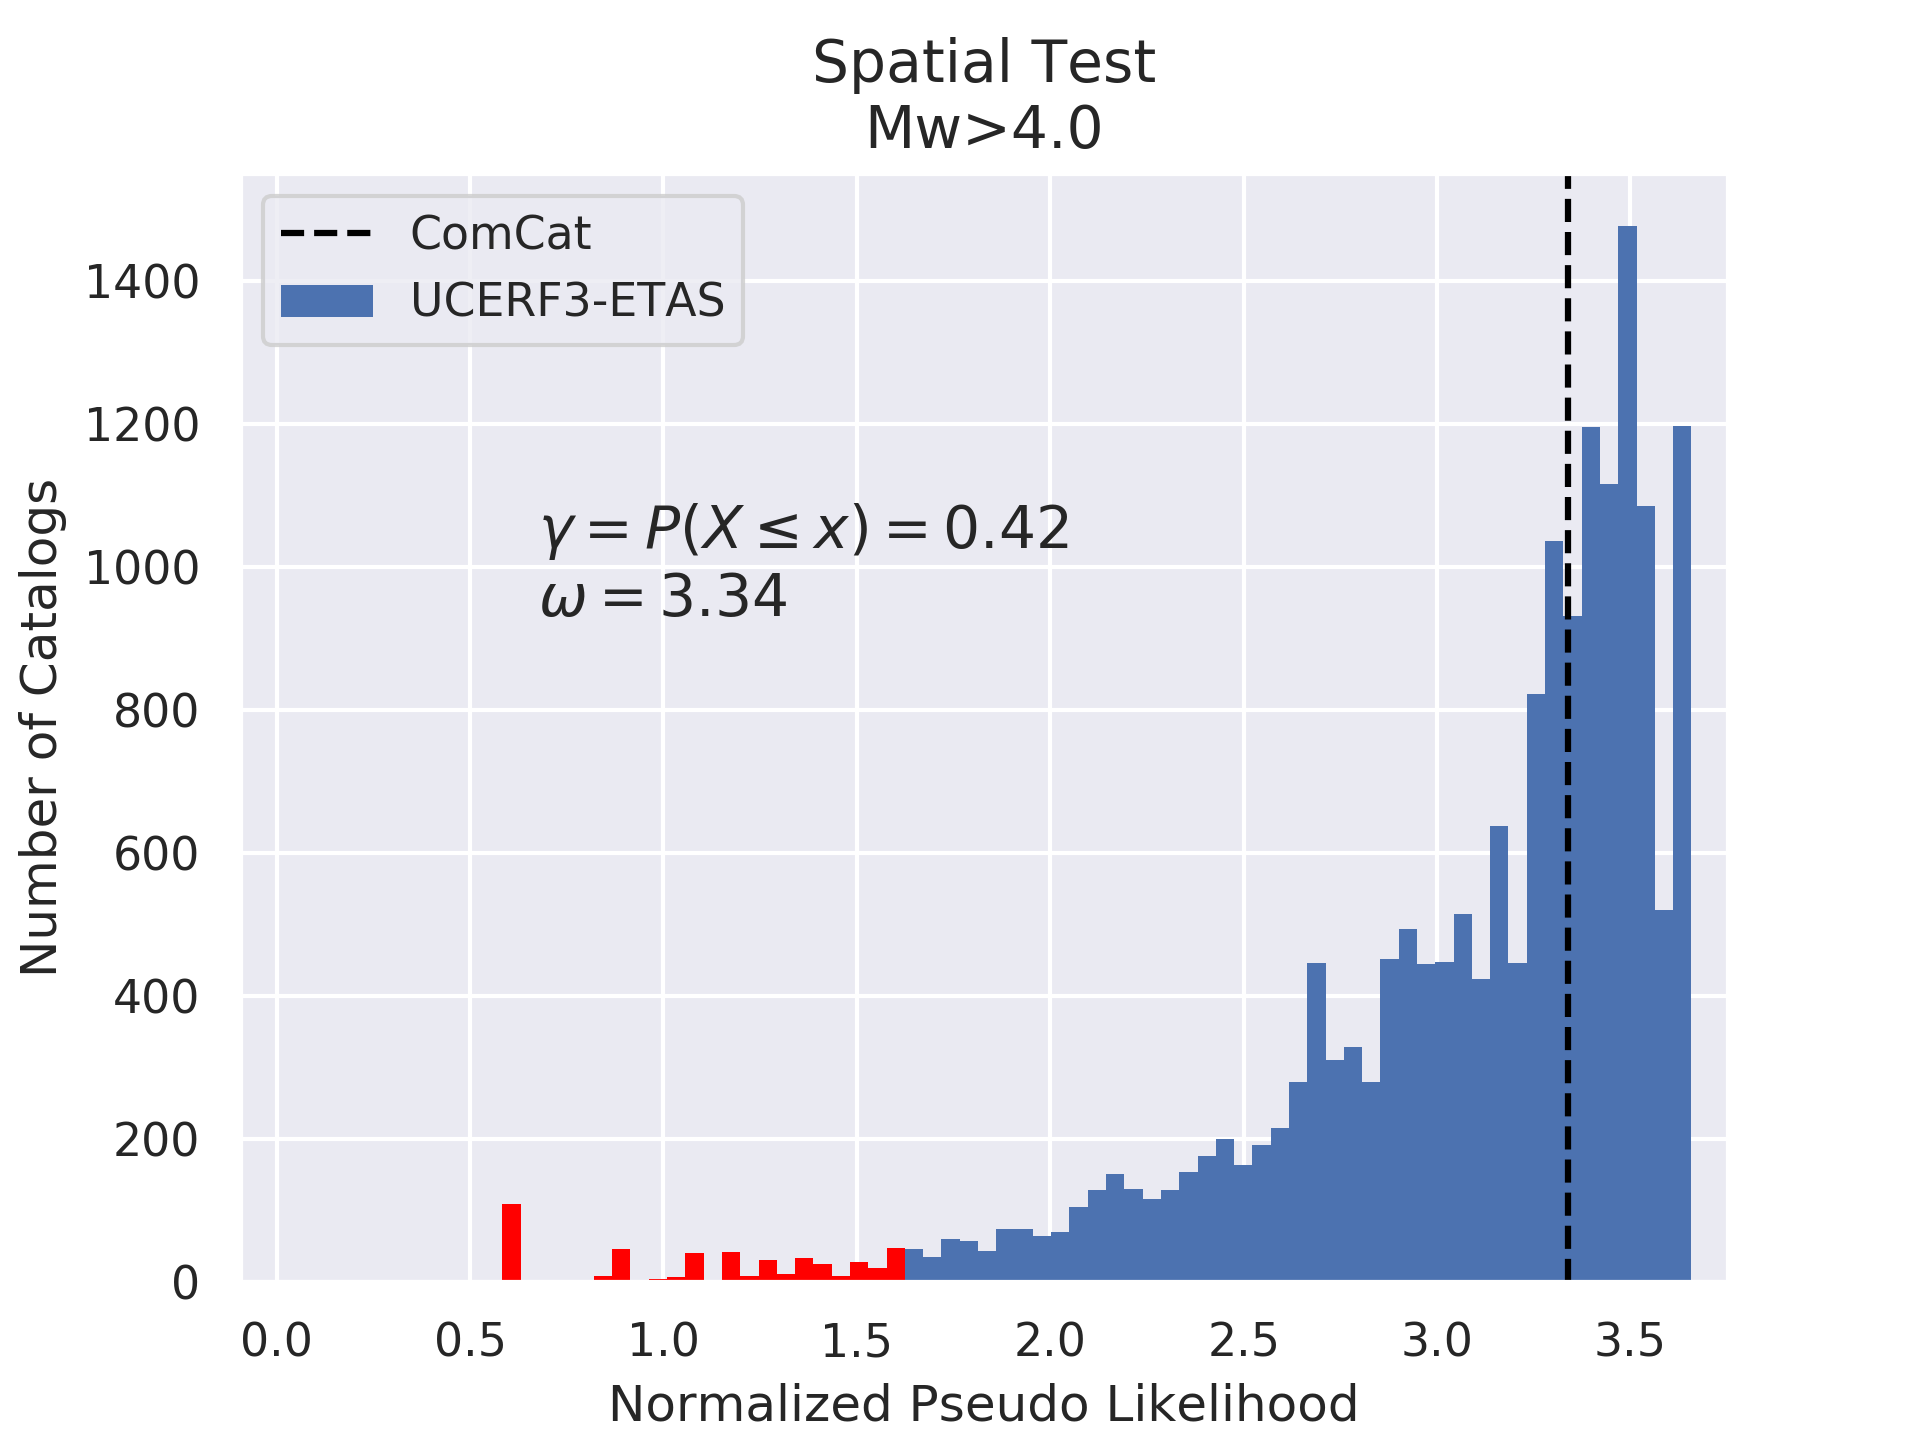 Spatial Test
Mw>4.0
ComCat
UCERF3-ETAS
γ = P(X ≤ x) = 0.42
ω = 3.34
Number of Catalogs
1400
1200
1000
800
600
400
200
0
0.0 0.5 1.0 1.5 2.0 2.5 3.0 3.5
Normalized Pseudo Likelihood